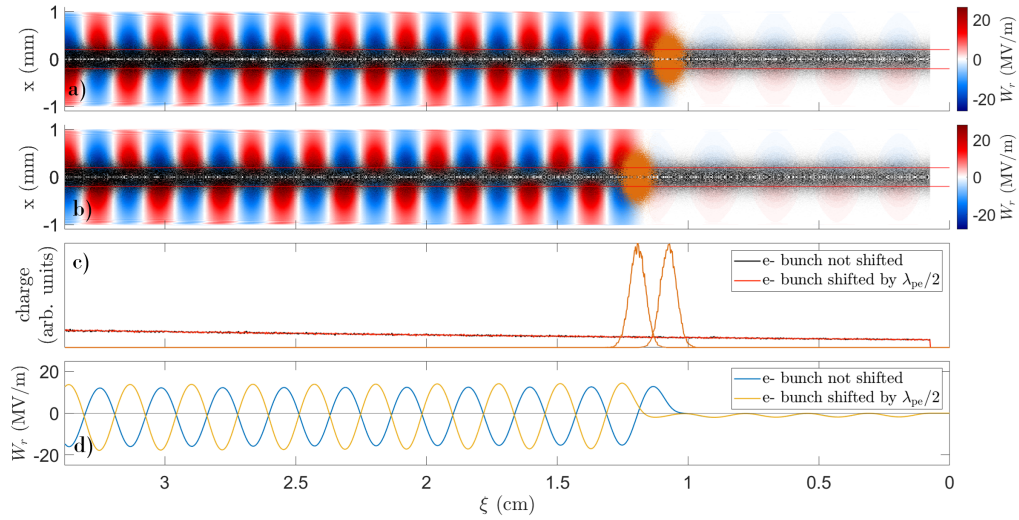 1
0
-1
x (mm)
a)
20
0
-20
W_r (MV/m)
1
0
-1
x (mm)
b)
20
0
-20
W_r (MV/m)
c)
charge
(arb. units)
e- bunch not shifted
e- bunch shifted by λ_pe/2
20
0
-20
W_r (MV/m)
d)
e- bunch not shifted
e- bunch shifted by λ_pe/2
3
2.5
2
1.5
1
0.5
0
ξ (cm)